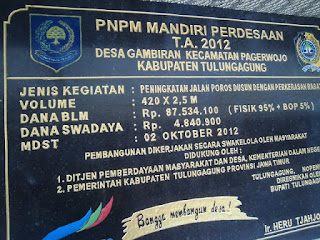 PNPM MANDIRI PERDESAAN
T.A. 2012
DESA GAMBIRAN KECAMATAN PAGERWOJO
KABUPATEN TULUNGAGUNG
JENIS KEGIATAN : PENINGKATAN JALAN POROS DUSUN DENGAN PERKERASAN
VOLUME : 420 X 2,5 M
DANA BLM : Rp. 87.534.100 (FISIK 95% + BOP 5%)
DANA SWADAYA : Rp. 4.840.900
MDST : 02 OKTOBER 2012
PEMBANGUNAN DIKERJAKAN SECARA SWAKELOLA OLEH MASYARAKAT
DIDUKUNG OLEH :
1. DITJEN PEMBERDAYAAN MASYARAKAT DAN DESA, KEMENTERIAN DALAM
2. PEMERINTAH KABUPATEN TULUNGAGUNG PROVINSI JAWA TIMUR
TULUNGAGUNG,
DIRESMIKAN
BUPATI
Bangga membangun desa !
Ir. HERU